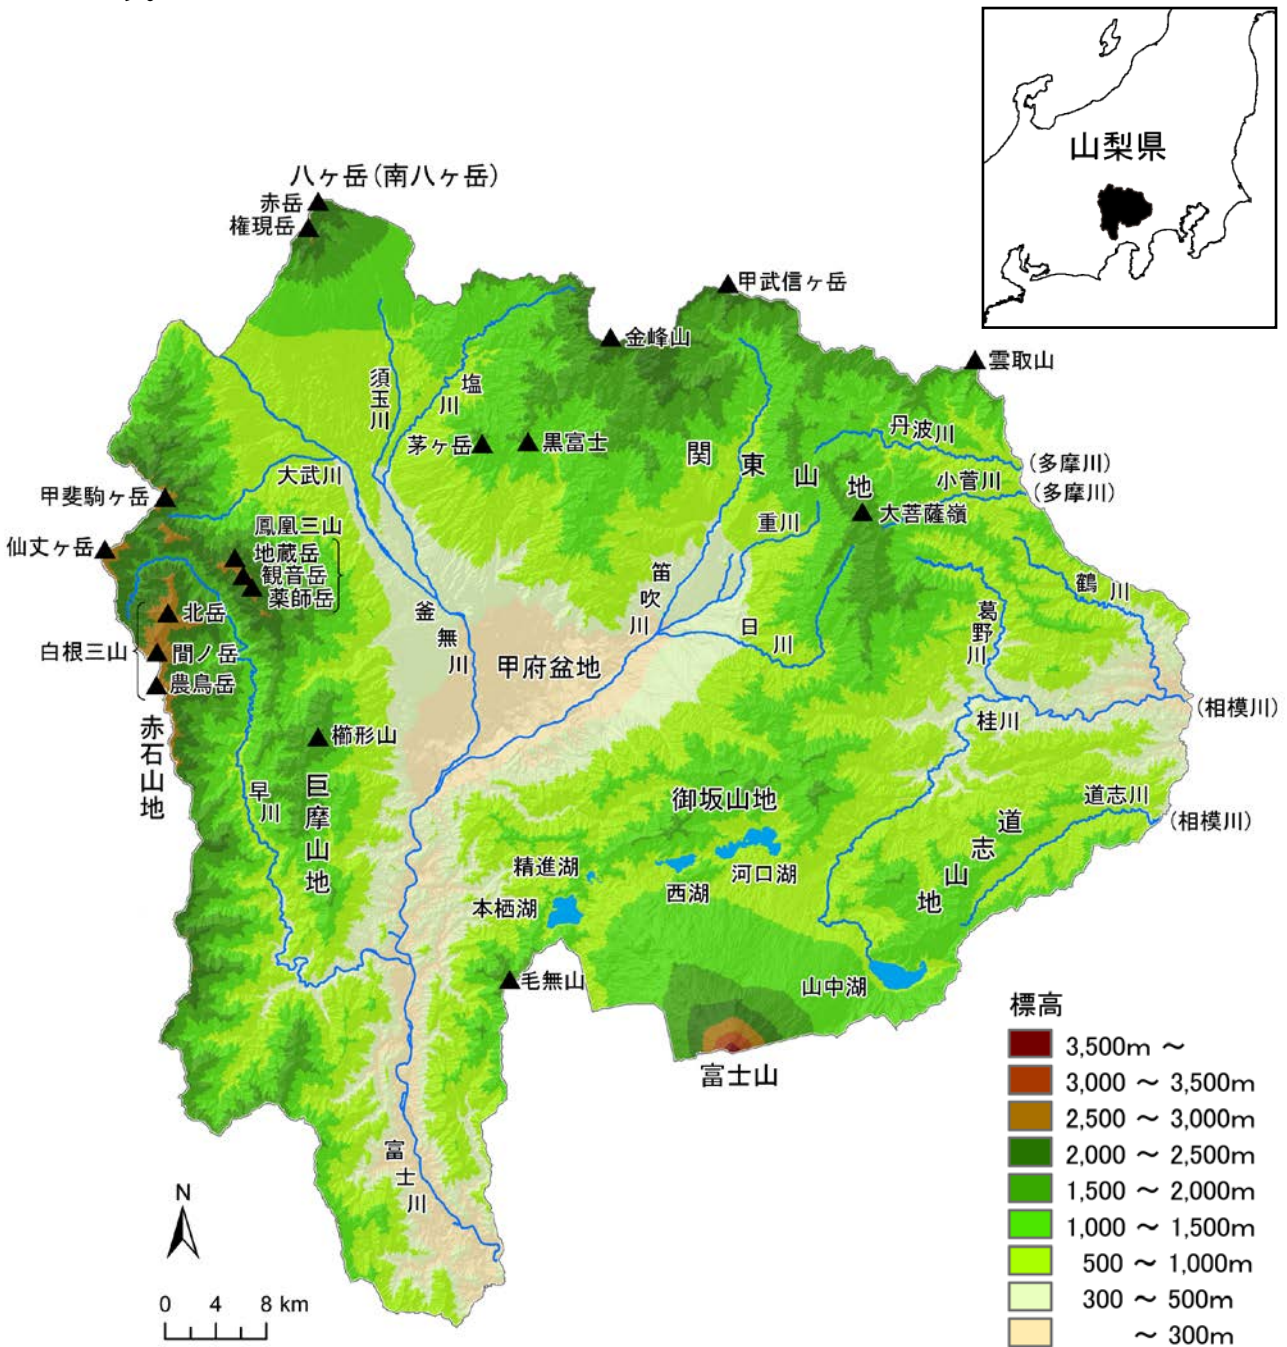 山梨県
八ヶ岳(南八ヶ岳)
赤岳
権現岳
甲武信ヶ岳
金峰山
雲取山
須玉川
塩川
茅ヶ岳
黒富士
関東山地
丹波川
(多摩川)
小菅川
(多摩川)
大菩薩嶺
重川
大武川
甲斐駒ヶ岳
仙丈ヶ岳
鳳凰三山
地蔵岳
観音岳
薬師岳
北岳
白根三山
間ノ岳
農鳥岳
釜無川
笛吹川
日川
甲府盆地
鶴川
葛野川
桂川
(相模川)
赤石山地
櫛形山
早川
巨摩山地
御坂山地
道志川
(相模川)
道志山地
精進湖
本栖湖
西湖
河口湖
山中湖
毛無山
富士山
富士川
N
0 4 8 km
標高
3,500m ～
3,000 ～ 3,500m
2,500 ～ 3,000m
2,000 ～ 2,500m
1,500 ～ 2,000m
1,000 ～ 1,500m
500 ～ 1,000m
300 ～ 500m
～ 300m